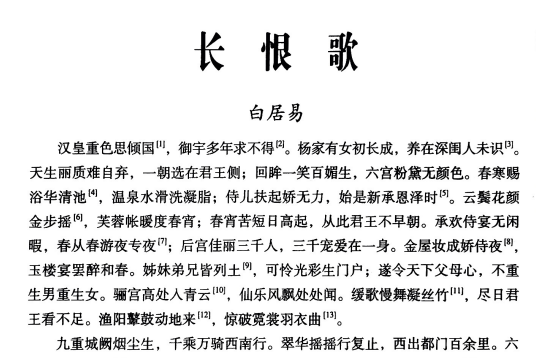 长恨歌
白居易
汉皇重色思倾国[1]，御宇多年求不得[2]。杨家有女初长成，养在深闺人未识[3]。
天生丽质难自弃，一朝选在君王侧；回眸一笑百媚生，六宫粉黛无颜色。春寒赐
浴华清池[4]，温泉水滑洗凝脂；侍儿扶起娇无力，始是新承恩泽时[5]。云鬓花颜
金步摇[6]，芙蓉帐暖度春宵；春宵苦短日高起，从此君王不早朝。承欢侍宴无闲
暇，春从春游夜专夜[7]；后宫佳丽三千人，三千宠爱在一身。金屋妆成娇侍夜[8]，
玉楼宴罢醉和春。姊妹弟兄皆列土[9]，可怜光彩生门户；遂令天下父母心，不重
生男重生女。骊宫高处入青云[10]，仙乐风飘处处闻。缓歌慢舞凝丝竹[11]，尽日君
王看不足。渔阳鼙鼓动地来[12]，惊破霓裳羽衣曲[13]。
九重城阙烟尘生，千乘万骑西南行。翠华摇摇行复止，西出都门百余里。六